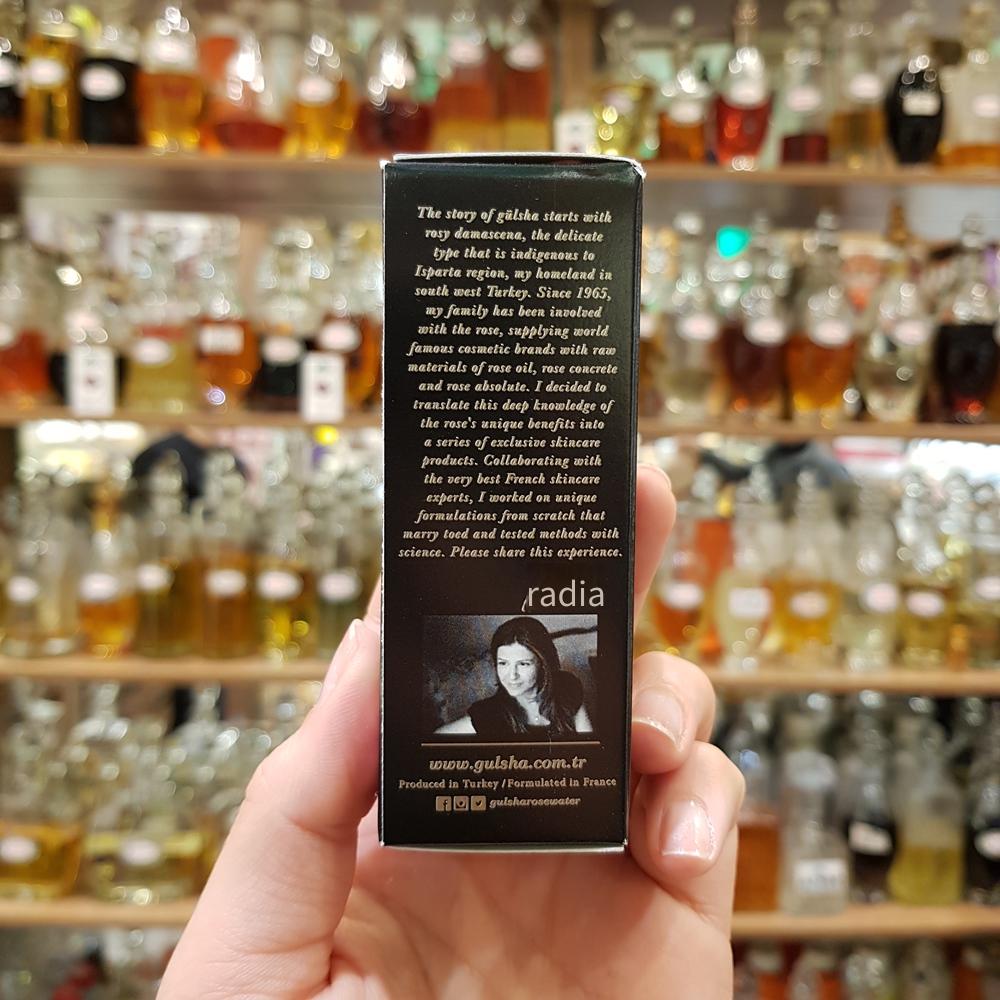 The story of gülsha starts with
rosy damascena, the delicate
type that is indigenous to
Isparta region, my homeland in
south west Turkey. Since 1965,
my family has been involved
with the rose, supplying world
famous cosmetic brands with raw
materials of rose oil, rose concrete
and rose absolute. I decided to
translate this deep knowledge of
the rose's unique benefits into
a series of exclusive skincare
products. Collaborating with
the very best French skincare
experts, I worked on unique
formulations from scratch that
marry toed and tested methods with
science. Please share this experience.
radia
www.gulsha.com.tr
Produced in Turkey / Formulated in France
gulsharosewater